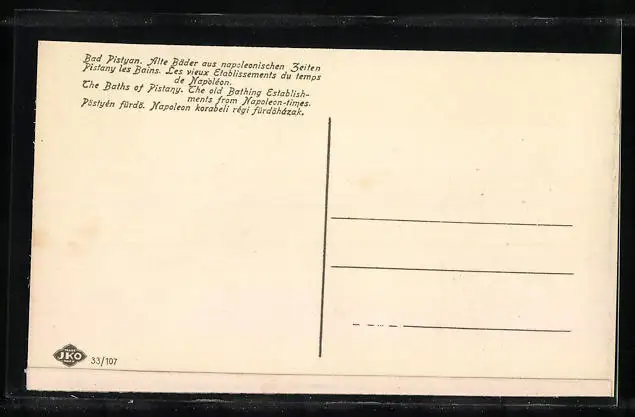 Bad Pistyan. Alte Bäder aus napoleonischen Zeiten
Pistany les Bains. Les vieux Etablissements du temps
de Napoléon.
The Baths of Pistany. The old Bathing Establish-
ments from Napoleon-times.
Pöstyén fürdő. Napoleon korabeli régi fürdőházak.
JKO
33/107